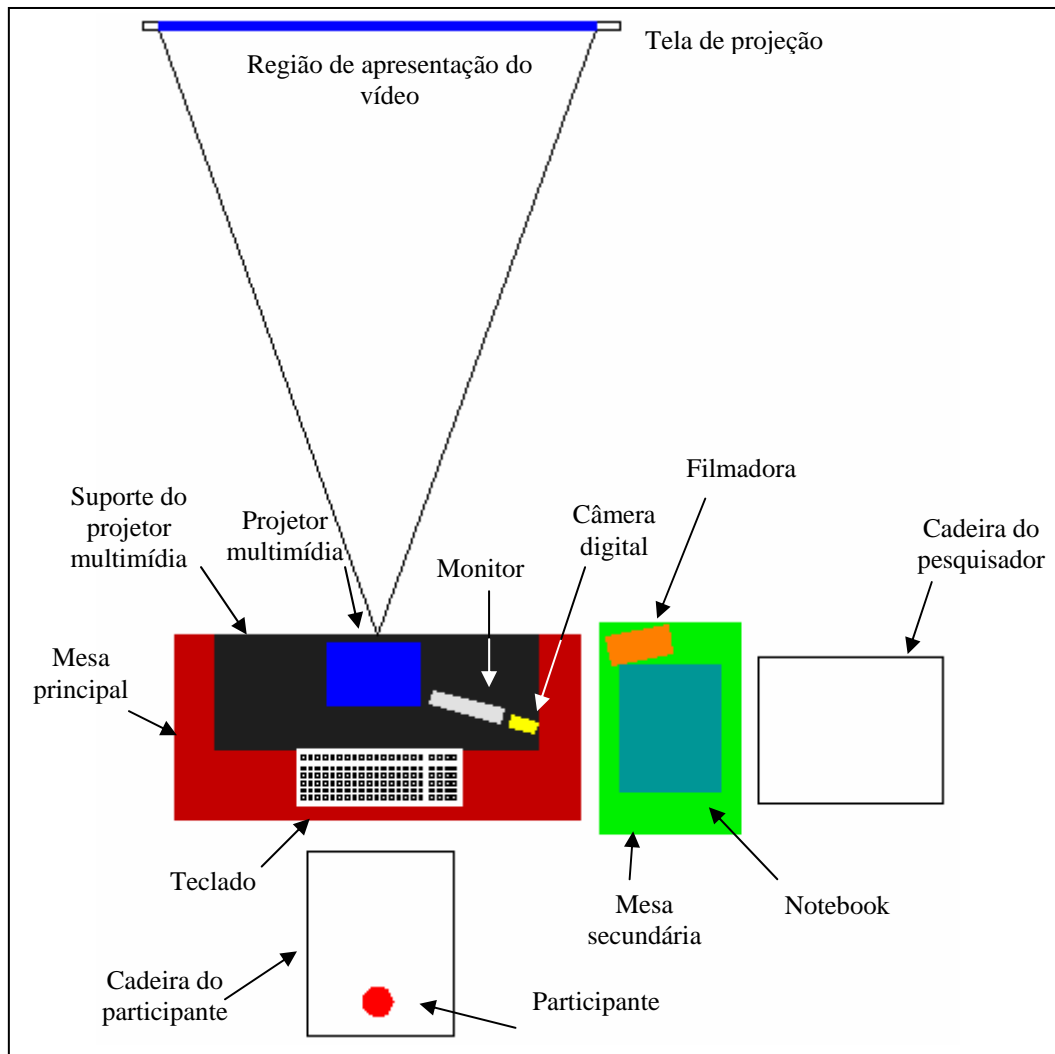 Tela de projeção
Região de apresentação do
vídeo
Filmadora
Suporte do
projetor
multimídia
Projetor
multimídia
Câmera
digital
Cadeira do
pesquisador
Monitor
Mesa
principal
Teclado
Mesa
secundária
Notebook
Cadeira do
participante
Participante